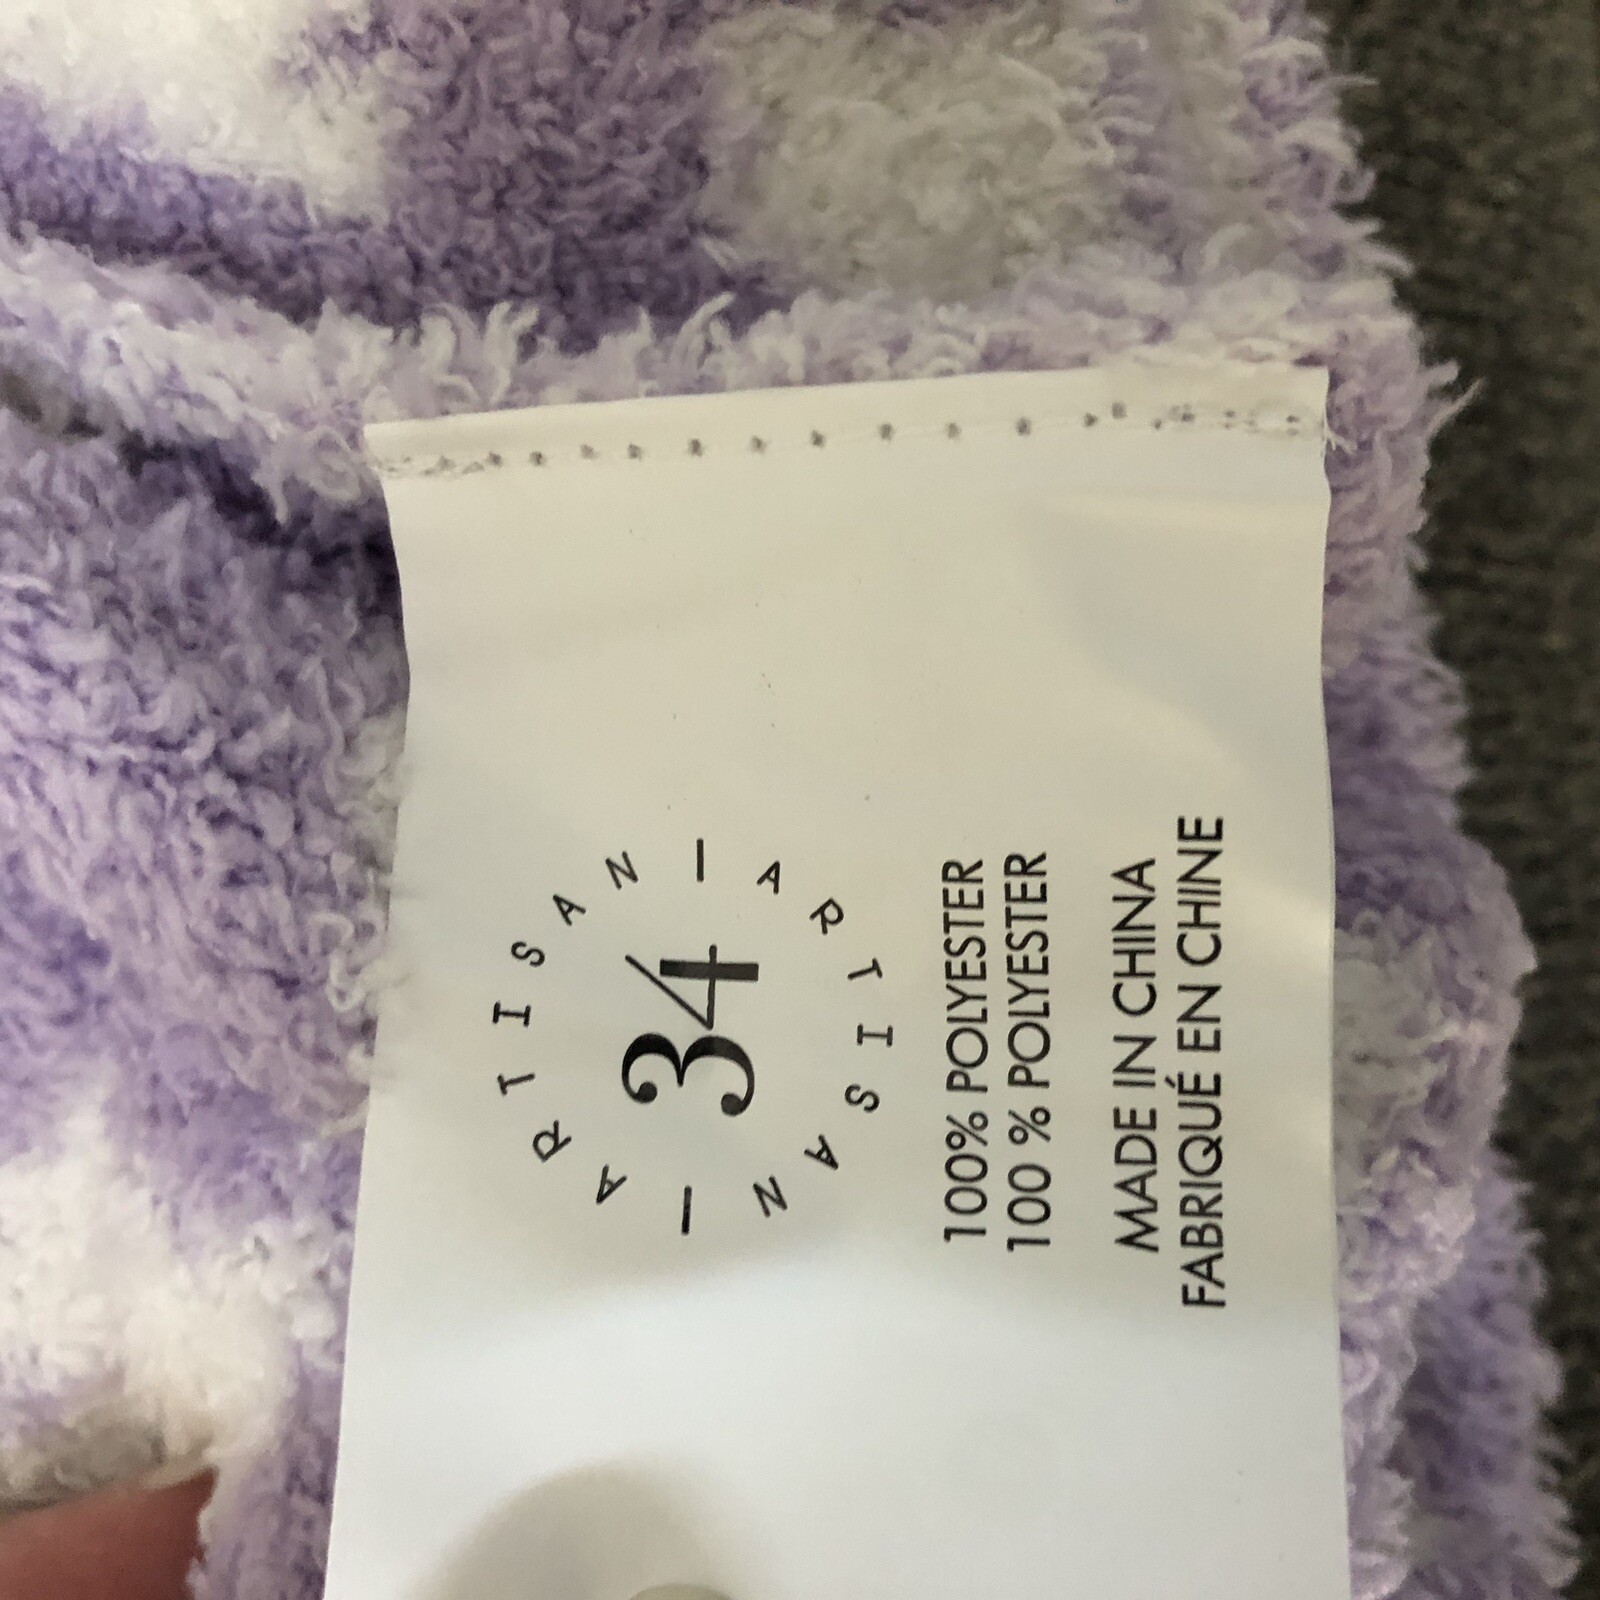 ARTISAN
— 34 —
ARTISAN
100% POLYESTER
100 % POLYESTER
MADE IN CHINA
FABRIQUÉ EN CHINE